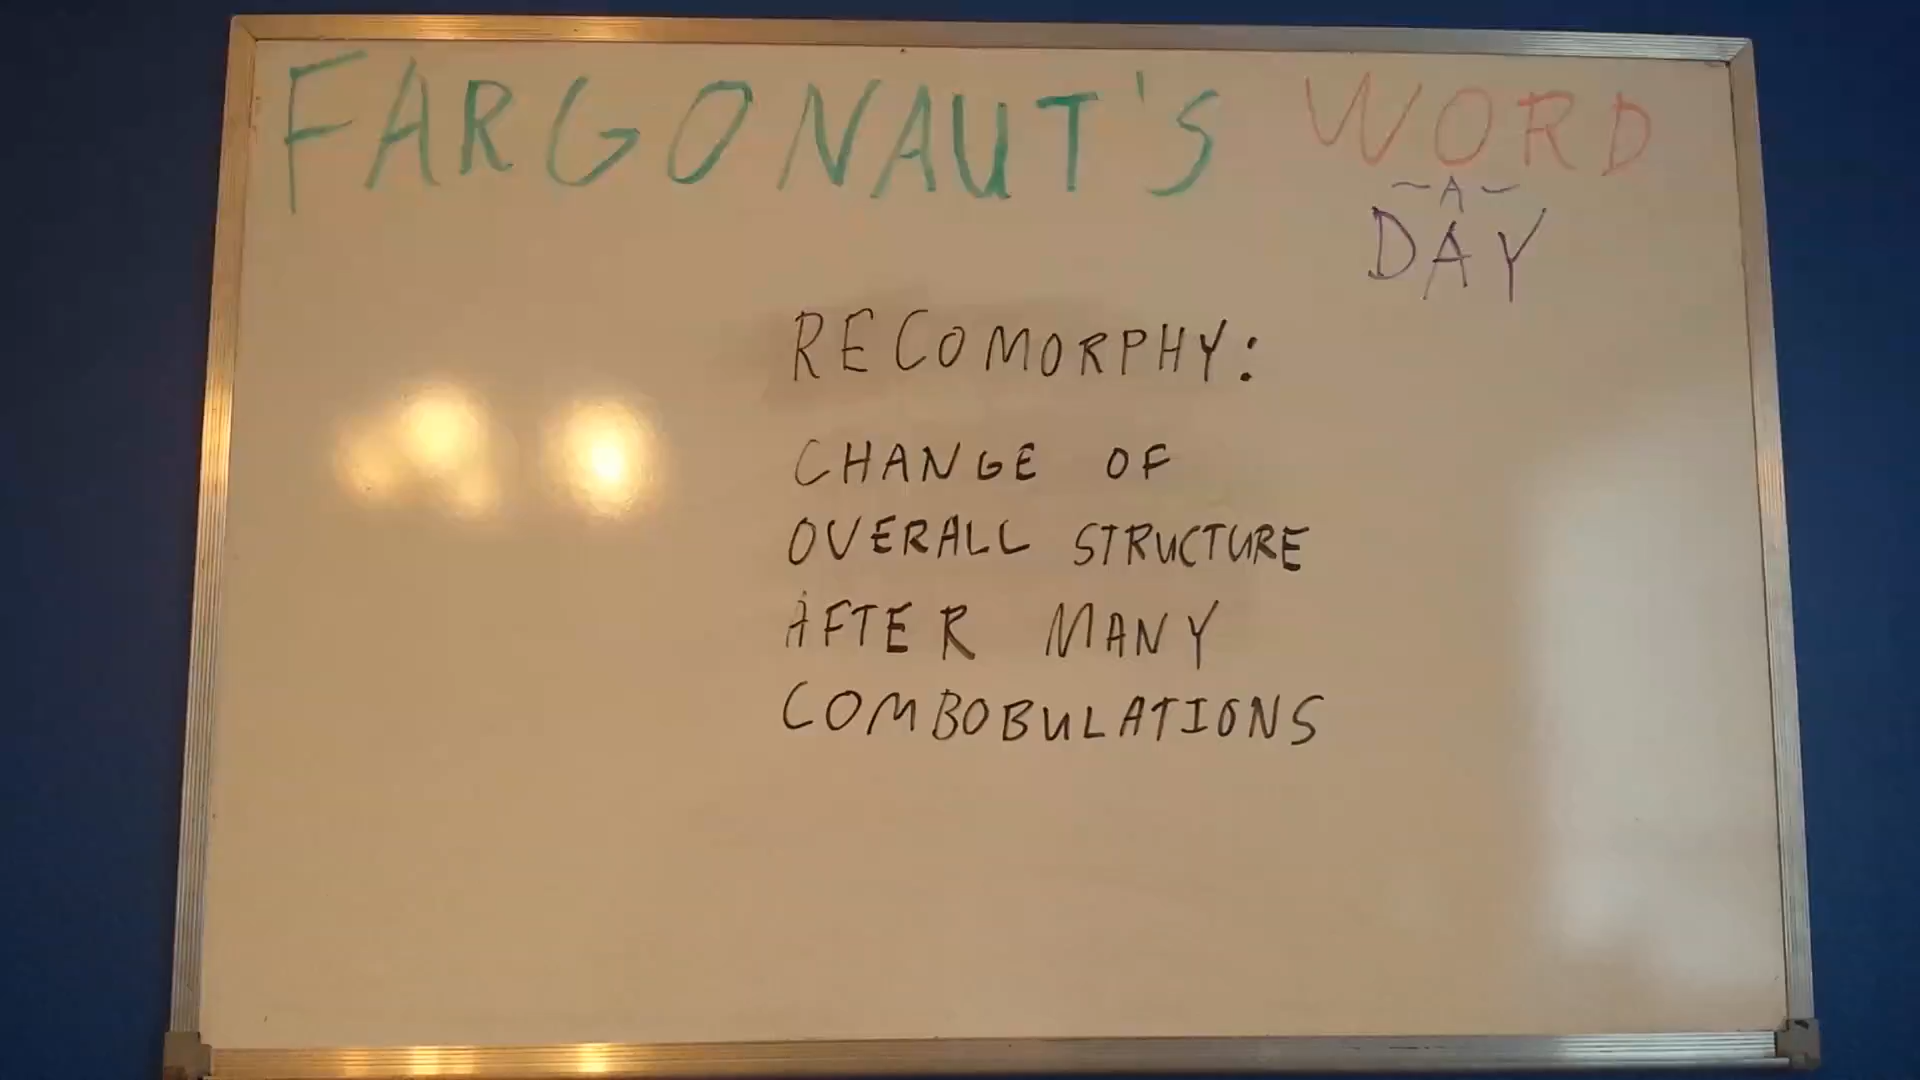 FARGONAUT'S WORD
~A~
DAY
RECOMORPHY:
CHANGE OF
OVERALL STRUCTURE
AFTER MANY
COMBOBULATIONS